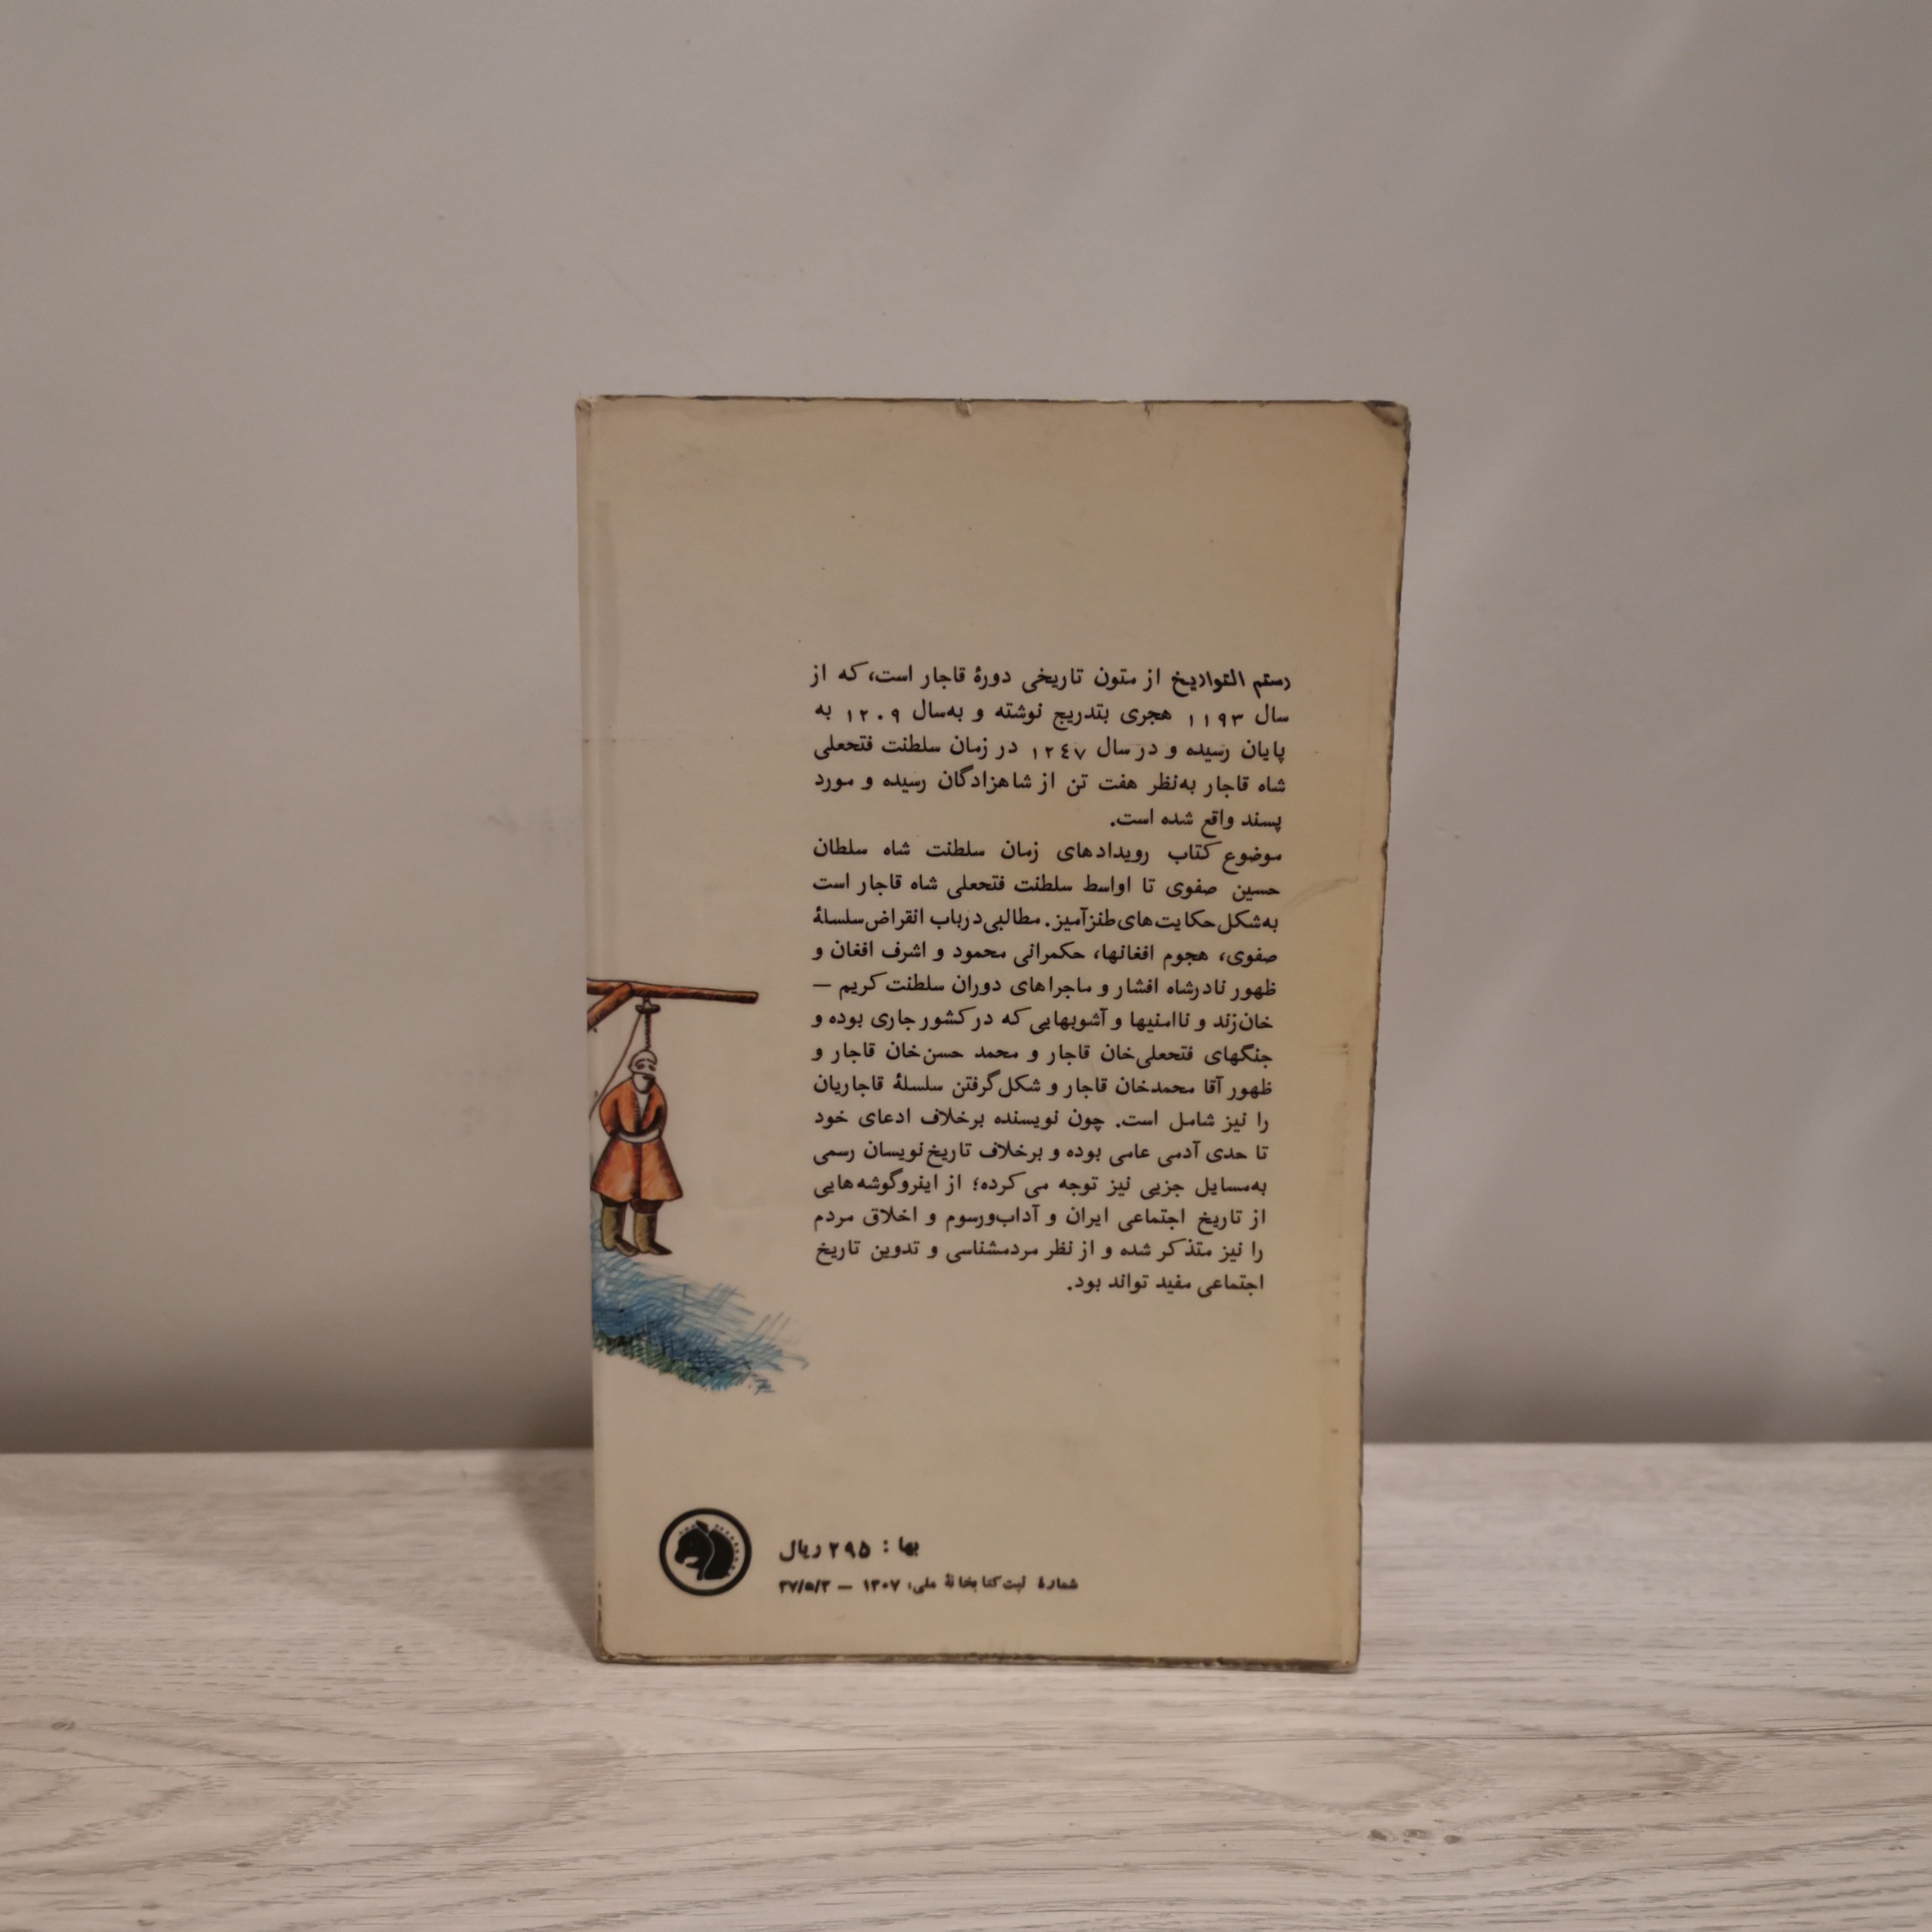 رستم التواریخ از متون تاریخی دورهٔ قاجار است، که از
سال ۱۱۹۳ هجری بتدریج نوشته و به‌سال ۱۲۰۹ به
پایان رسیده و در سال ۱۲٤۷ در زمان سلطنت فتحعلی
شاه قاجار به‌نظر هفت تن از شاهزادگان رسیده و مورد
پسند واقع شده است.
موضوع کتاب رویدادهای زمان سلطنت شاه سلطان
حسین صفوی تا اواسط سلطنت فتحعلی شاه قاجار است
به‌شکل حکایت‌های طنزآمیز. مطالبی در باب انقراض سلسلهٔ
صفوی، هجوم افغانها، حکمرانی محمود و اشرف افغان و
ظهور نادرشاه افشار و ماجراهای دوران سلطنت کریم —
خان‌زند و ناامنیها و آشوبهایی که در کشور جاری بوده و
جنگهای فتحعلی‌خان قاجار و محمد حسن‌خان قاجار و
ظهور آقا محمدخان قاجار و شکل‌گرفتن سلسلهٔ قاجاریان
را نیز شامل است. چون نویسنده برخلاف ادعای خود
تا حدی آدمی عامی بوده و برخلاف تاریخ‌نویسان رسمی
به‌مسایل جزیی نیز توجه می‌کرده؛ از اینروگوشه‌هایی
از تاریخ اجتماعی ایران و آداب‌ورسوم و اخلاق مردم
را نیز متذکر شده و از نظر مردمشناسی و تدوین تاریخ
اجتماعی مفید تواند بود.
بها : ۲۹۵ ریال
شمارهٔ ثبت کتابخانهٔ ملی: ۱۳۰۷ — ۳۷/۵/۳